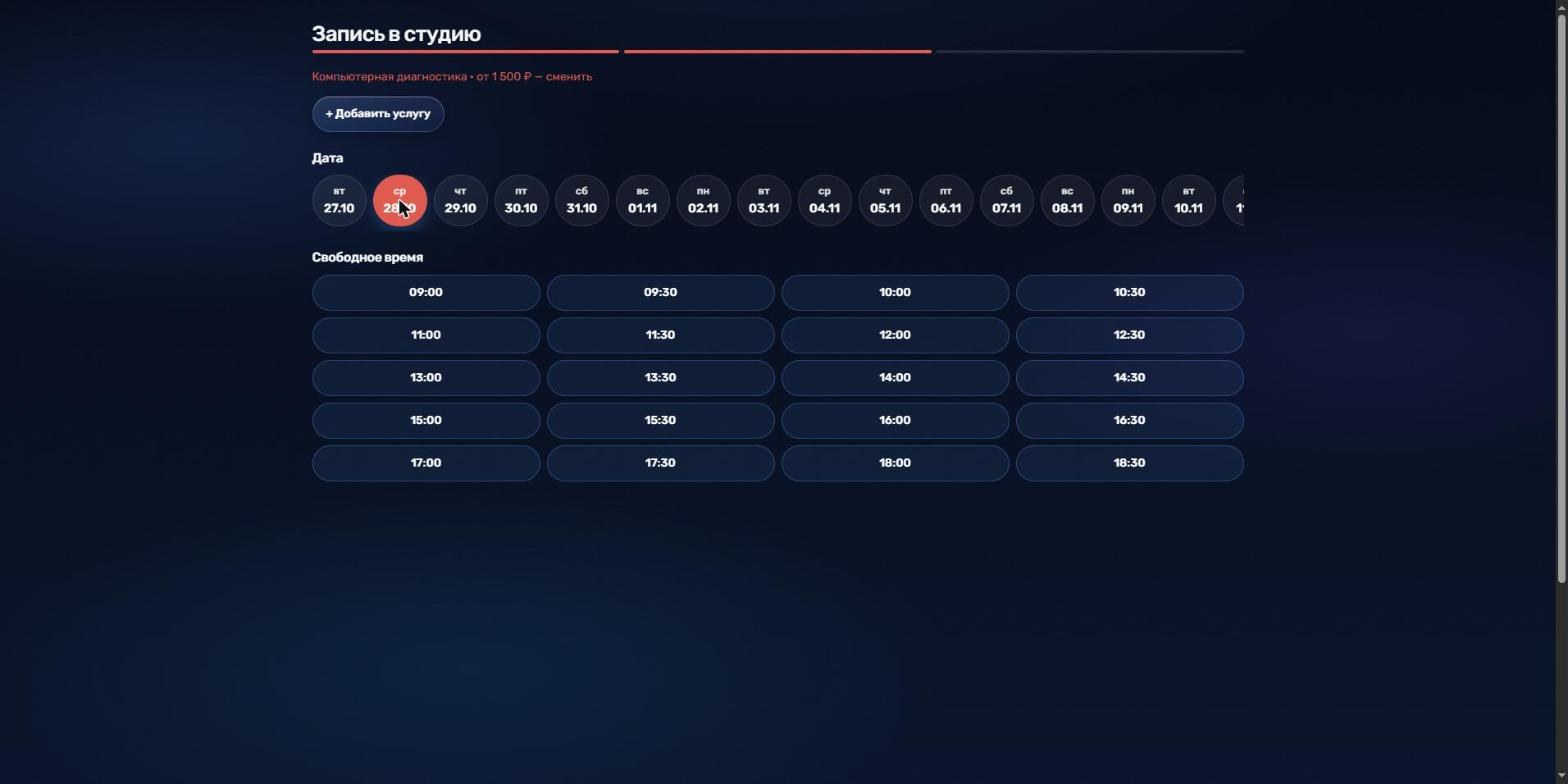 Запись в студию
Компьютерная диагностика • от 1 500 ₽ — сменить
+ Добавить услугу
Дата
вт ср чт пт сб вс пн вт ср чт пт сб вс пн вт
27.10 29.10 30.10 31.10 01.11 02.11 03.11 04.11 05.11 06.11 07.11 08.11 09.11 10.11
Свободное время
09:00 09:30 10:00 10:30
11:00 11:30 12:00 12:30
13:00 13:30 14:00 14:30
15:00 15:30 16:00 16:30
17:00 17:30 18:00 18:30